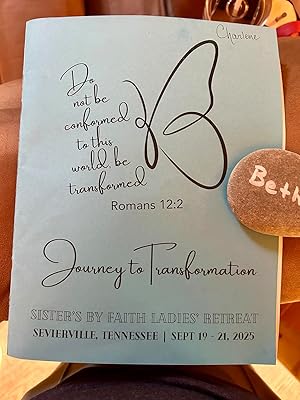 Charlene
Do
not be
conformed
to this
world be
transformed
Romans 12:2
Beth
Journey to Transformation
SISTER'S BY FAITH LADIES' RETREAT
SEVIERVILLE, TENNESSEE | SEPT 19 - 21, 2025